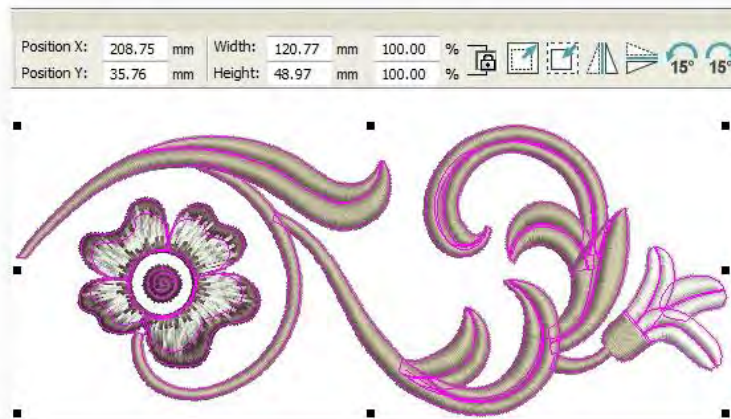 Position X: 208.75 mm Width: 120.77 mm 100.00 %
Position Y: 35.76 mm Height: 48.97 mm 100.00 % 15° 15°